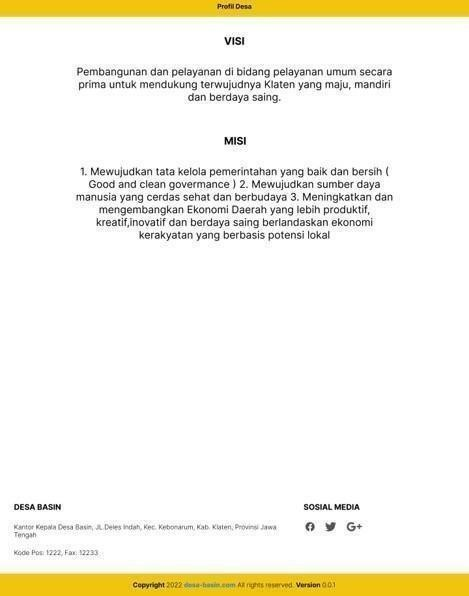 Profil Desa
VISI
Pembangunan dan pelayanan di bidang pelayanan umum secara
prima untuk mendukung terwujudnya Klaten yang maju, mandiri
dan berdaya saing.
MISI
1. Mewujudkan tata kelola pemerintahan yang baik dan bersih (
Good and clean govermance ) 2. Mewujudkan sumber daya
manusia yang cerdas sehat dan berbudaya 3. Meningkatkan dan
mengembangkan Ekonomi Daerah yang lebih produktif,
kreatif,inovatif dan berdaya saing berlandaskan ekonomi
kerakyatan yang berbasis potensi lokal
DESA BASIN
Kantor Kepala Desa Basin, JL.Deles Indah, Kec. Kebonarum, Kab. Klaten, Provinsi Jawa
Tengah
Kode Pos: 1222, Fax: 12233
SOSIAL MEDIA
G+
Copyright 2022 desa-basin.com All rights reserved. Version 0.0.1